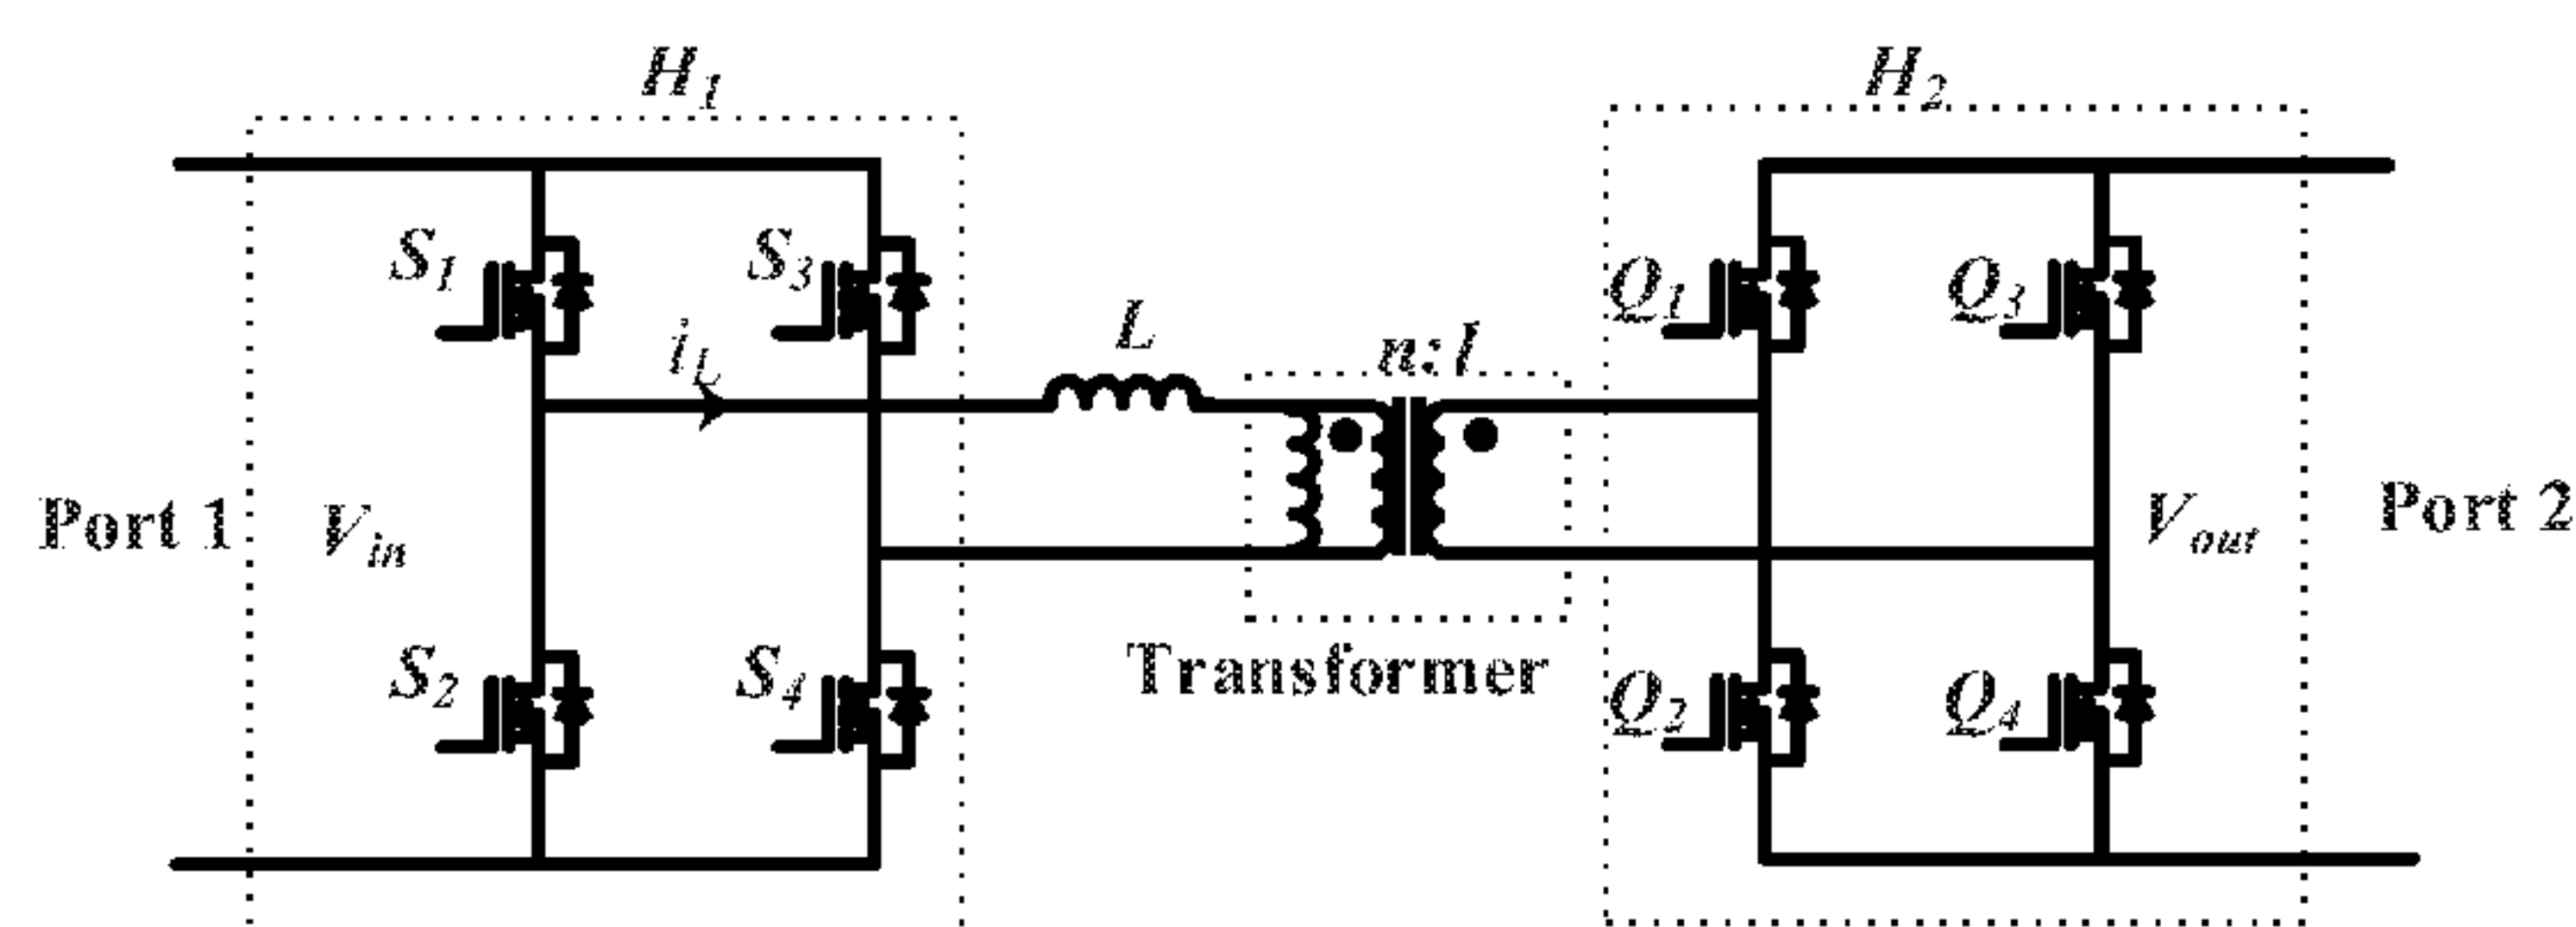 H1 H2
S1 S3 Q1 Q3
iL L n:1
Port 1 Vin Vout Port 2
S2 S4 Transformer Q2 Q4